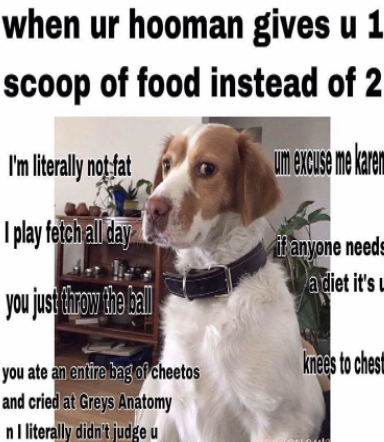 when ur hooman gives u 1
scoop of food instead of 2
I'm literally not fat
um excuse me karen
I play fetch all day
if anyone needs
a diet it's u
you just throw the ball
knees to chest
you ate an entire bag of cheetos
and cried at Greys Anatomy
n I literally didn't judge u